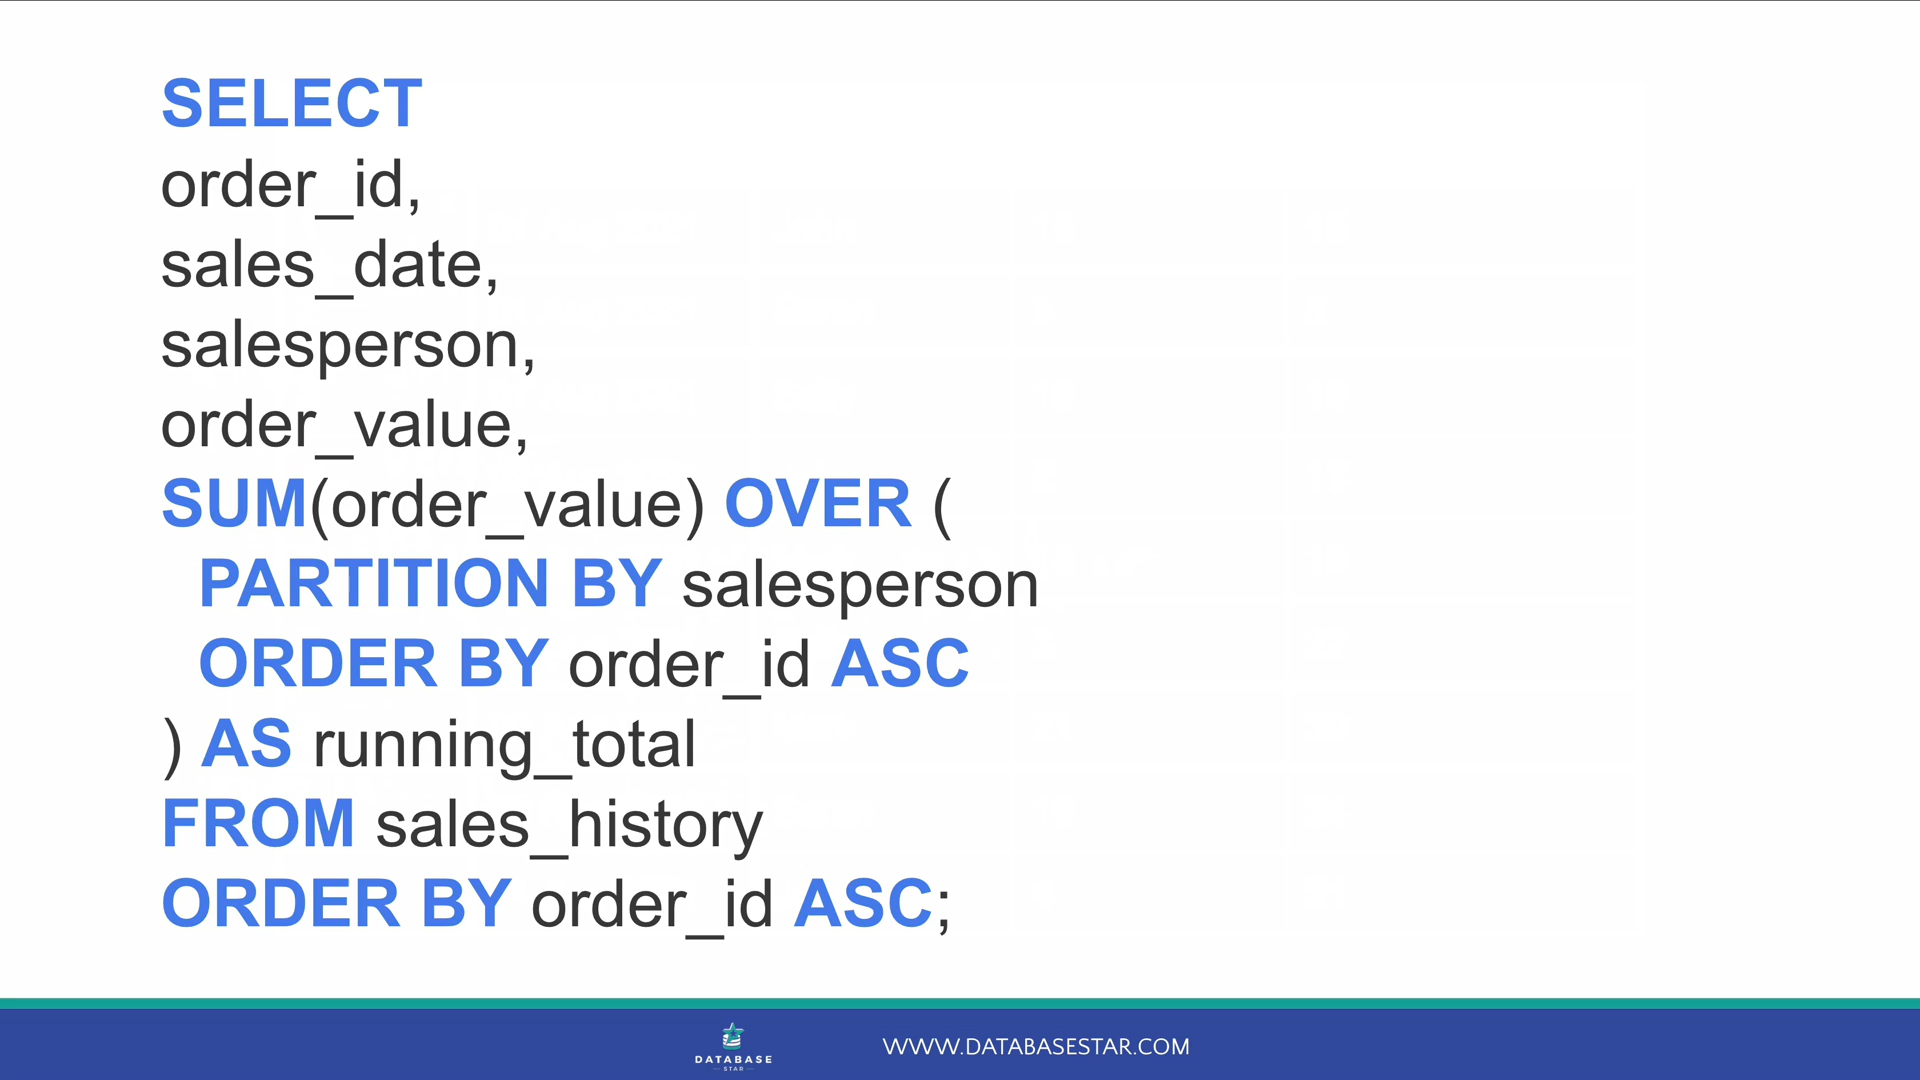 SELECT
order_id,
sales_date,
salesperson,
order_value,
SUM(order_value) OVER (
PARTITION BY salesperson
ORDER BY order_id ASC
) AS running_total
FROM sales_history
ORDER BY order_id ASC;
DATABASE
STAR
WWW.DATABASESTAR.COM